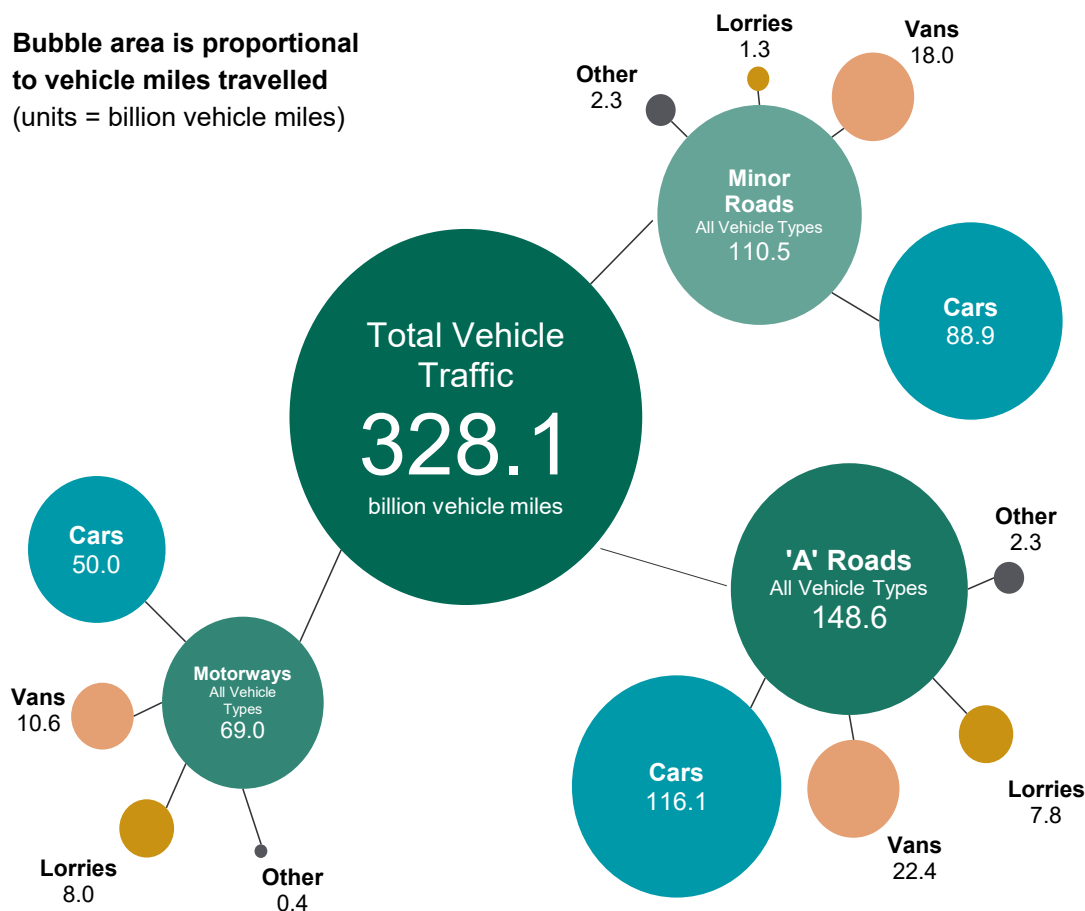 Bubble area is proportional
to vehicle miles travelled
(units = billion vehicle miles)
Lorries
1.3
Vans
18.0
Other
2.3
Minor
Roads
All Vehicle Types
110.5
Cars
88.9
Total Vehicle
Traffic
328.1
billion vehicle miles
Cars
50.0
Motorways
All Vehicle
Types
69.0
Vans
10.6
Lorries
8.0
Other
0.4
'A' Roads
All Vehicle Types
148.6
Other
2.3
Cars
116.1
Vans
22.4
Lorries
7.8